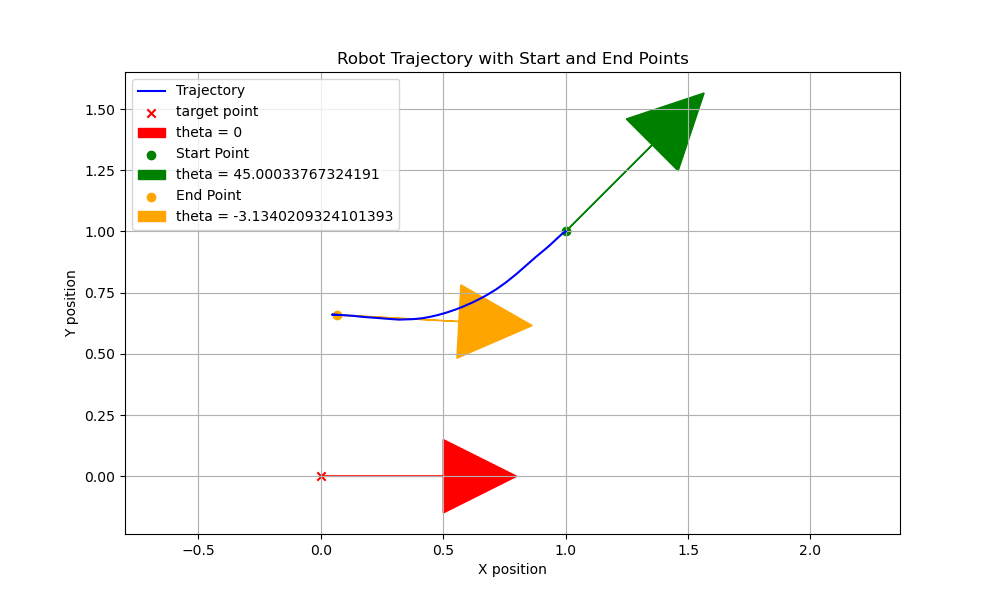 Robot Trajectory with Start and End Points
Trajectory
target point
theta = 0
Start Point
theta = 45.00033767324191
End Point
theta = -3.1340209324101393
Y position
1.50
1.25
1.00
0.75
0.50
0.25
0.00
−0.5
0.0
0.5
1.0
1.5
2.0
X position